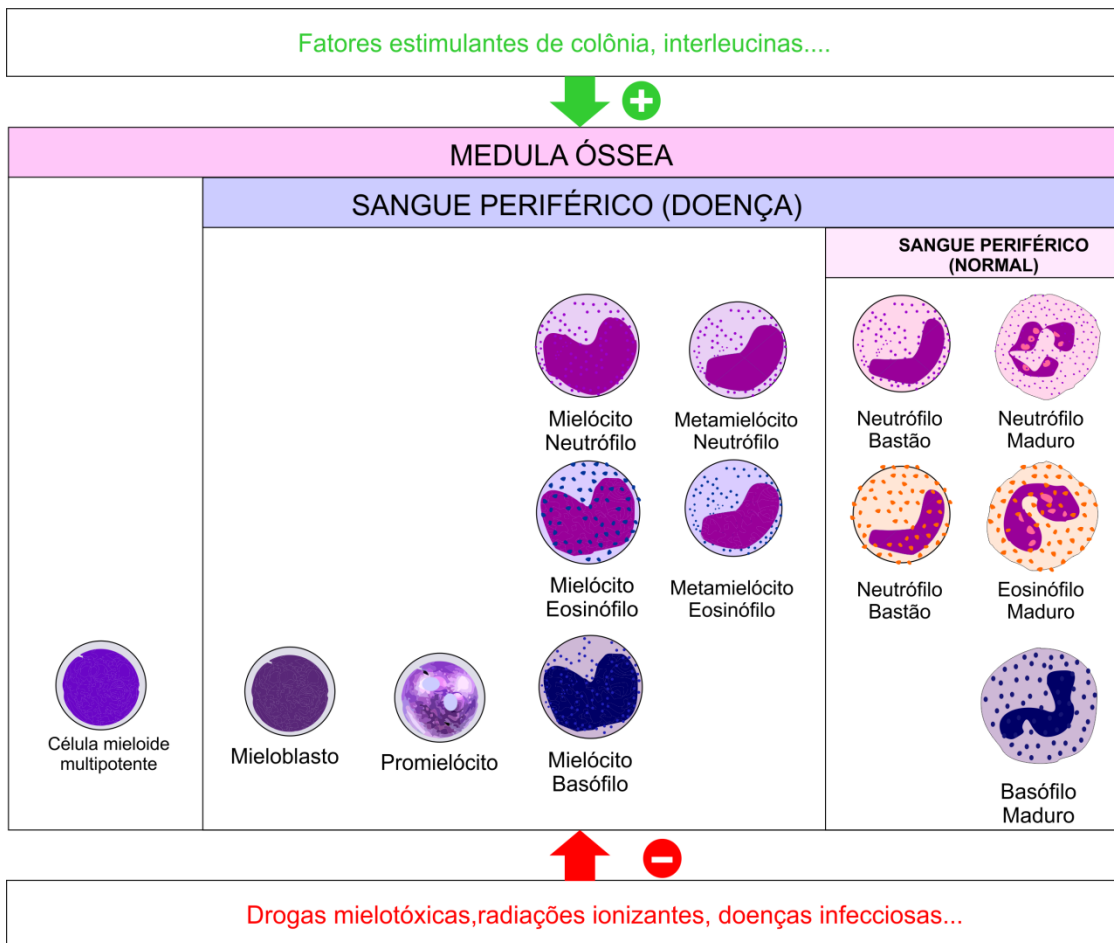 Fatores estimulantes de colônia, interleucinas....
MEDULA ÓSSEA
SANGUE PERIFÉRICO (DOENÇA)
SANGUE PERIFÉRICO
(NORMAL)
Mielócito
Neutrófilo
Metamielócito
Neutrófilo
Neutrófilo
Bastão
Neutrófilo
Maduro
Mielócito
Eosinófilo
Metamielócito
Eosinófilo
Neutrófilo
Bastão
Eosinófilo
Maduro
Célula mieloide
multipotente
Mieloblasto
Promielócito
Mielócito
Basófilo
Basófilo
Maduro
Drogas mielotóxicas,radiações ionizantes, doenças infecciosas...